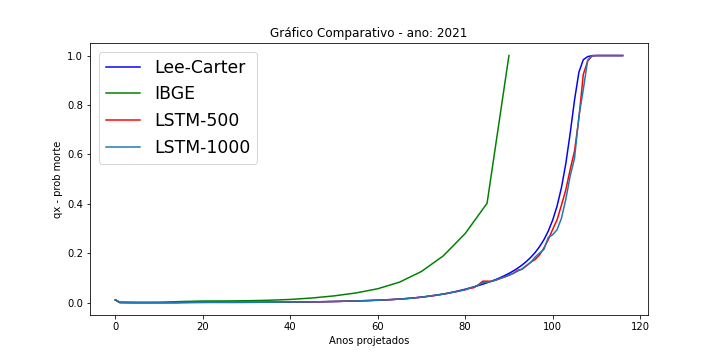 Gráfico Comparativo - ano: 2021
Lee-Carter
IBGE
LSTM-500
LSTM-1000
qx - prob morte
1.0
0.8
0.6
0.4
0.2
0.0
0 20 40 60 80 100 120
Anos projetados